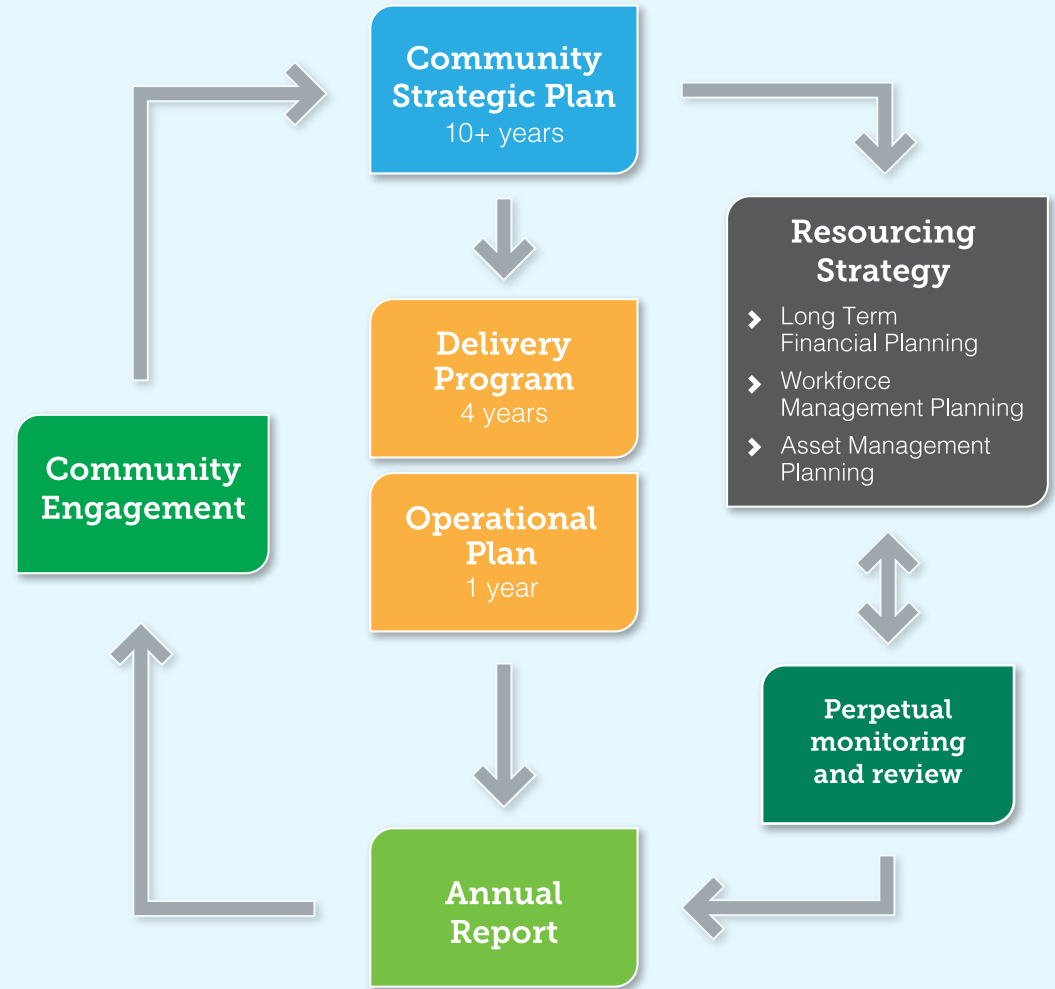 Community
Strategic Plan
10+ years
Resourcing
Strategy
Long Term
Financial Planning
Workforce
Management Planning
Asset Management
Planning
Delivery
Program
4 years
Community
Engagement
Operational
Plan
1 year
Perpetual
monitoring
and review
Annual
Report